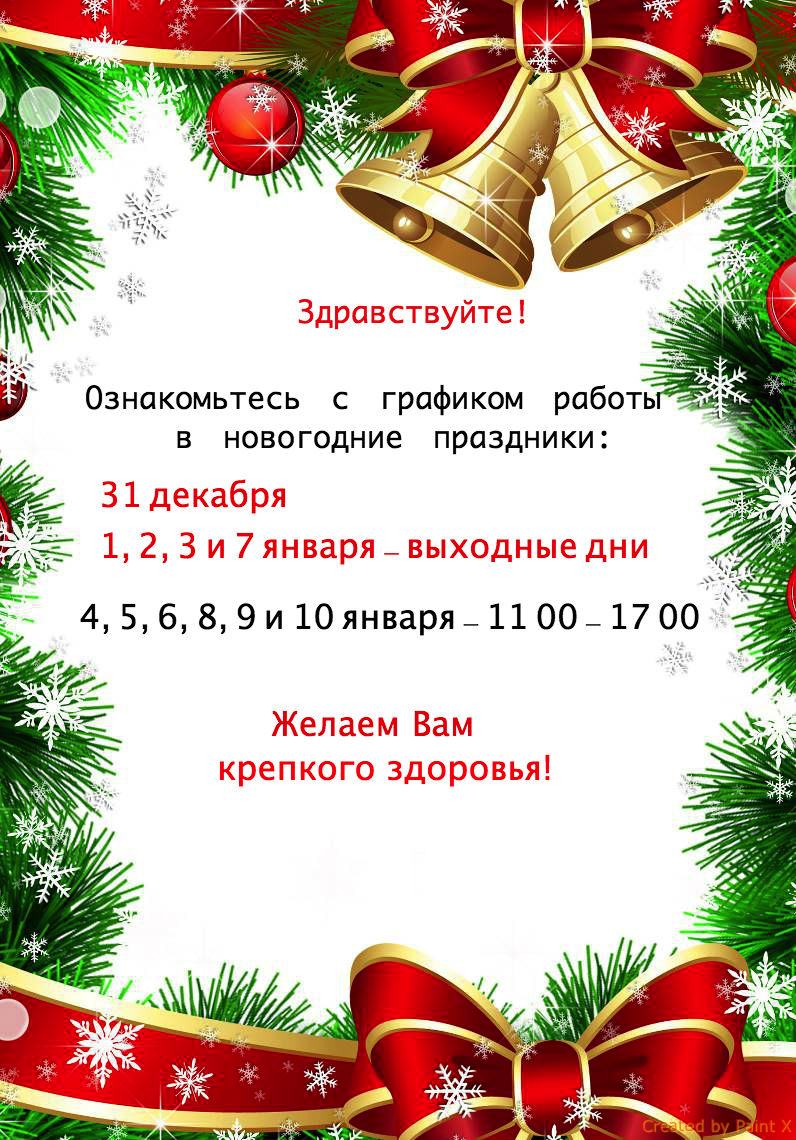 Здравствуйте!
Ознакомьтесь с графиком работы
в новогодние праздники:
31 декабря
1, 2, 3 и 7 января – выходные дни
4, 5, 6, 8, 9 и 10 января – 11 00 – 17 00
Желаем Вам
крепкого здоровья!
Created by Paint X